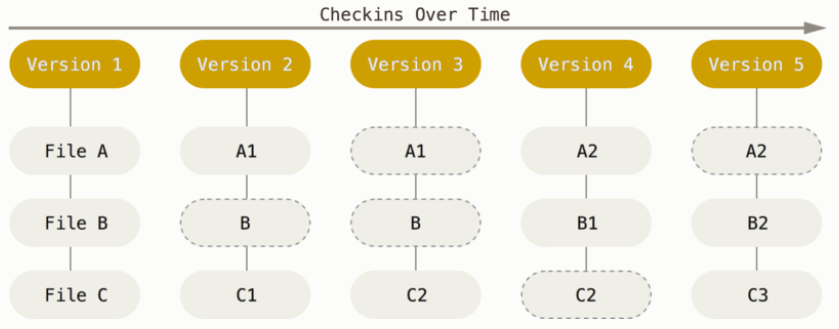 Checkins Over Time
Version 1 Version 2 Version 3 Version 4 Version 5
File A A1 A1 A2 A2
File B B B B1 B2
File C C1 C2 C2 C3